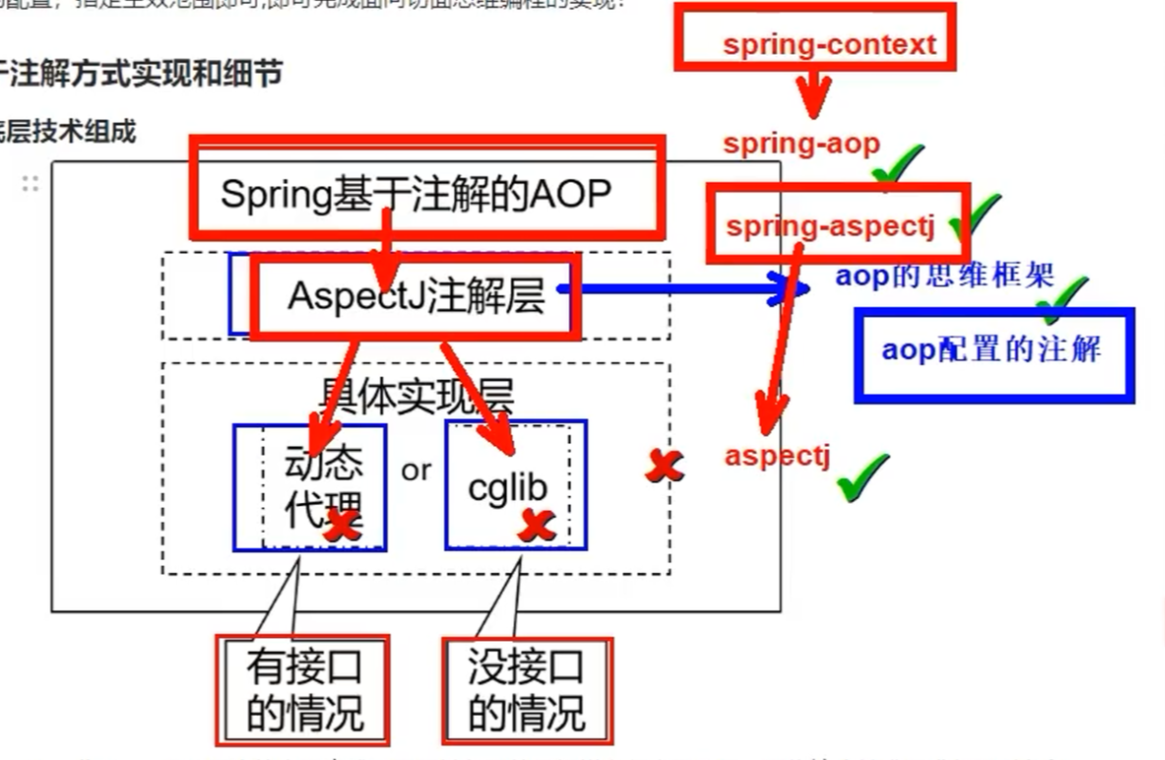 配置，指定生效范围即可,即可完成面向切面思维编程的实现！
于注解方式实现和细节
底层技术组成
spring-context
spring-aop
Spring基于注解的AOP
spring-aspectj
aop的思维框架
AspectJ注解层
aop配置的注解
具体实现层
动态
代理
or
cglib
aspectj
有接口
的情况
没接口
的情况